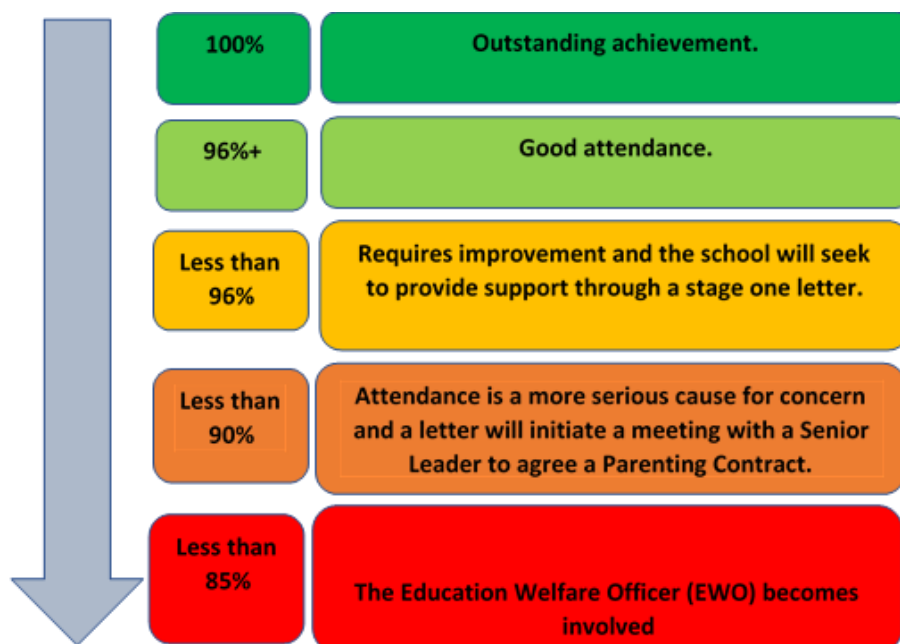 100%
Outstanding achievement.
96%+
Good attendance.
Less than
96%
Requires improvement and the school will seek
to provide support through a stage one letter.
Less than
90%
Attendance is a more serious cause for concern
and a letter will initiate a meeting with a Senior
Leader to agree a Parenting Contract.
Less than
85%
The Education Welfare Officer (EWO) becomes
involved